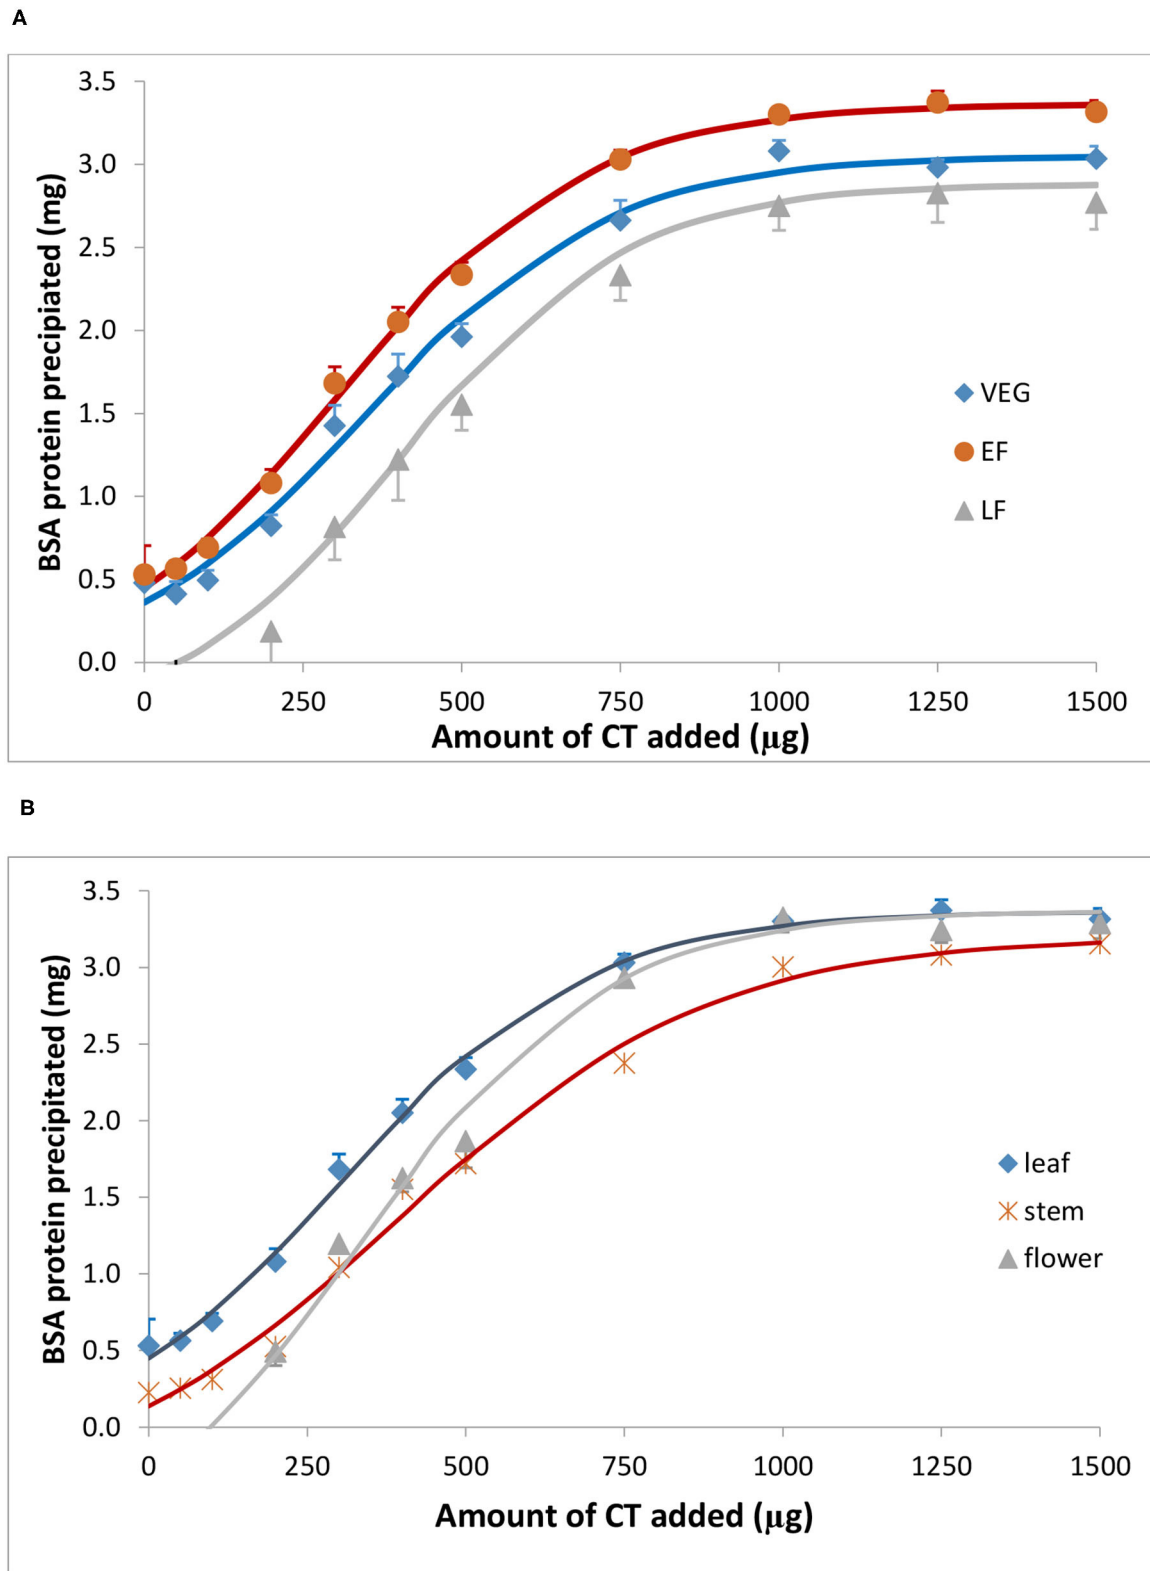 A
BSA protein precipiated (mg)
3.5
3.0
2.5
2.0
1.5
1.0
0.5
0.0
VEG
EF
LF
0 250 500 750 1000 1250 1500
Amount of CT added (µg)
B
BSA protein precipitated (mg)
3.5
3.0
2.5
2.0
1.5
1.0
0.5
0.0
leaf
stem
flower
0 250 500 750 1000 1250 1500
Amount of CT added (µg)